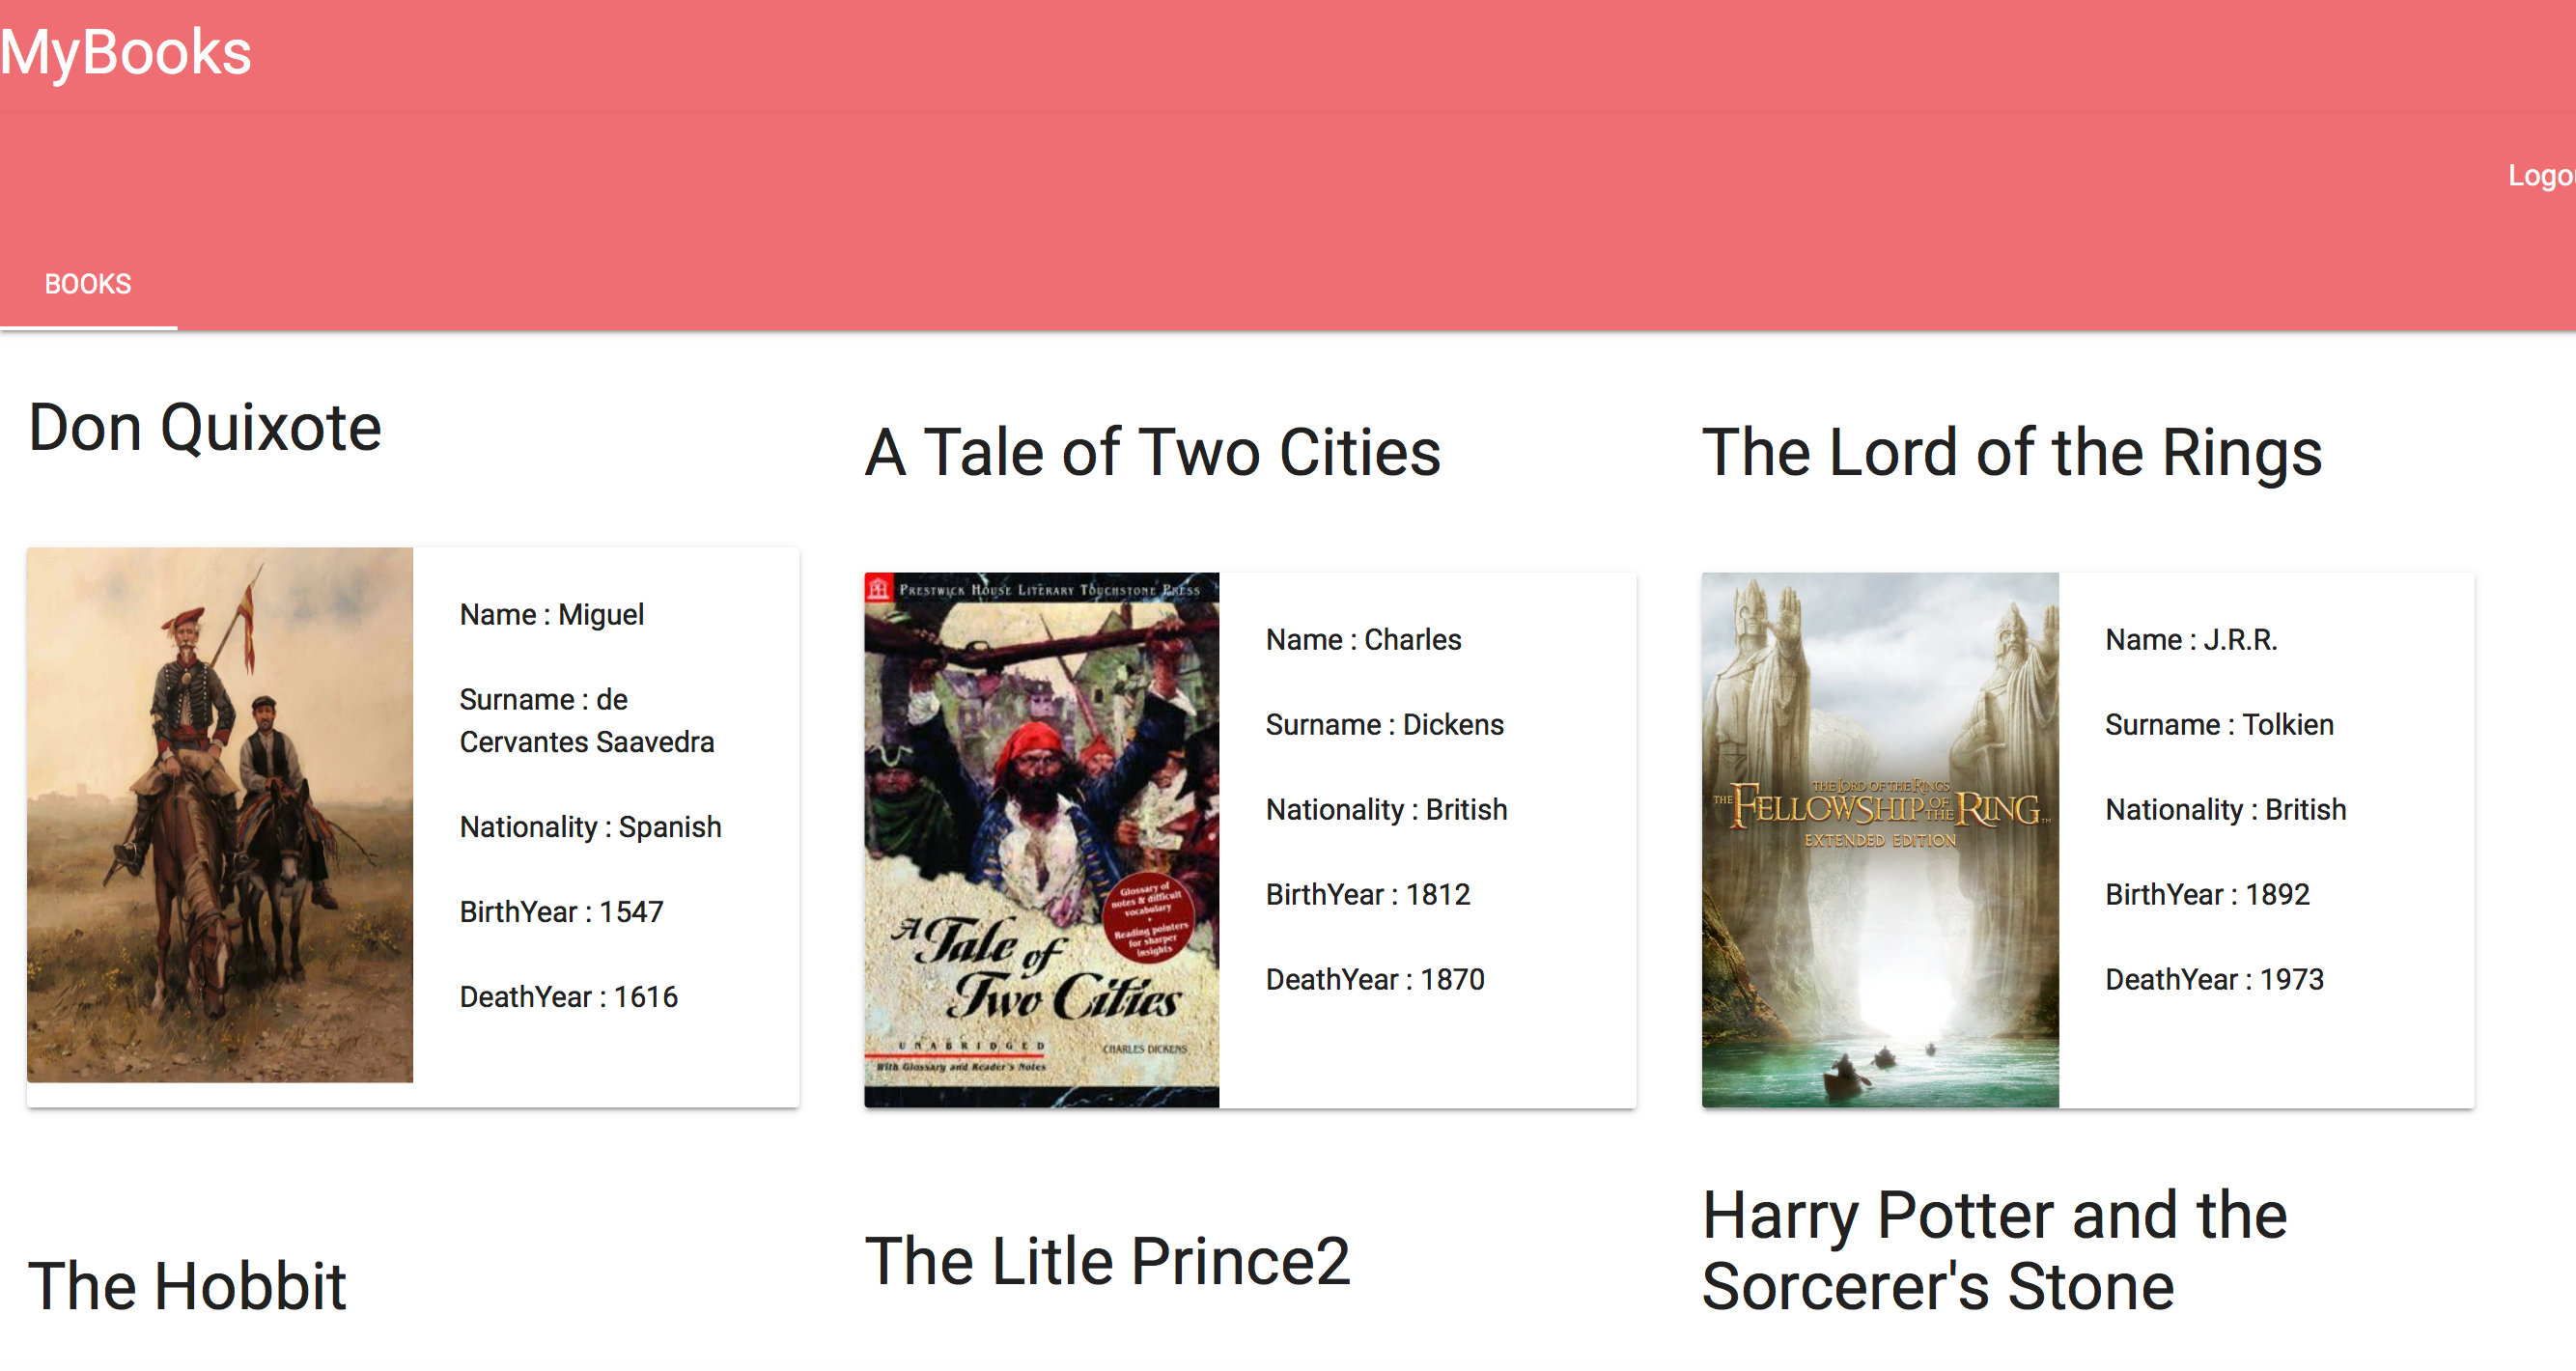 MyBooks
Logo
BOOKS
Don Quixote
Name : Miguel
Surname : de
Cervantes Saavedra
Nationality : Spanish
BirthYear : 1547
DeathYear : 1616
A Tale of Two Cities
PRESTWICK HOUSE LITERARY TOUCHSTONE PRESS
Glossary of
notes & difficult
vocabulary
•
Reading pointers
for sharper
insights
A Tale of
Two Cities
UNABRIDGED
CHARLES DICKENS
With Glossary and Reader's Notes
Name : Charles
Surname : Dickens
Nationality : British
BirthYear : 1812
DeathYear : 1870
The Lord of the Rings
THE LORD OF THE RINGS
THE FELLOWSHIP OF THE RING™
EXTENDED EDITION
Name : J.R.R.
Surname : Tolkien
Nationality : British
BirthYear : 1892
DeathYear : 1973
The Hobbit
The Litle Prince2
Harry Potter and the
Sorcerer's Stone